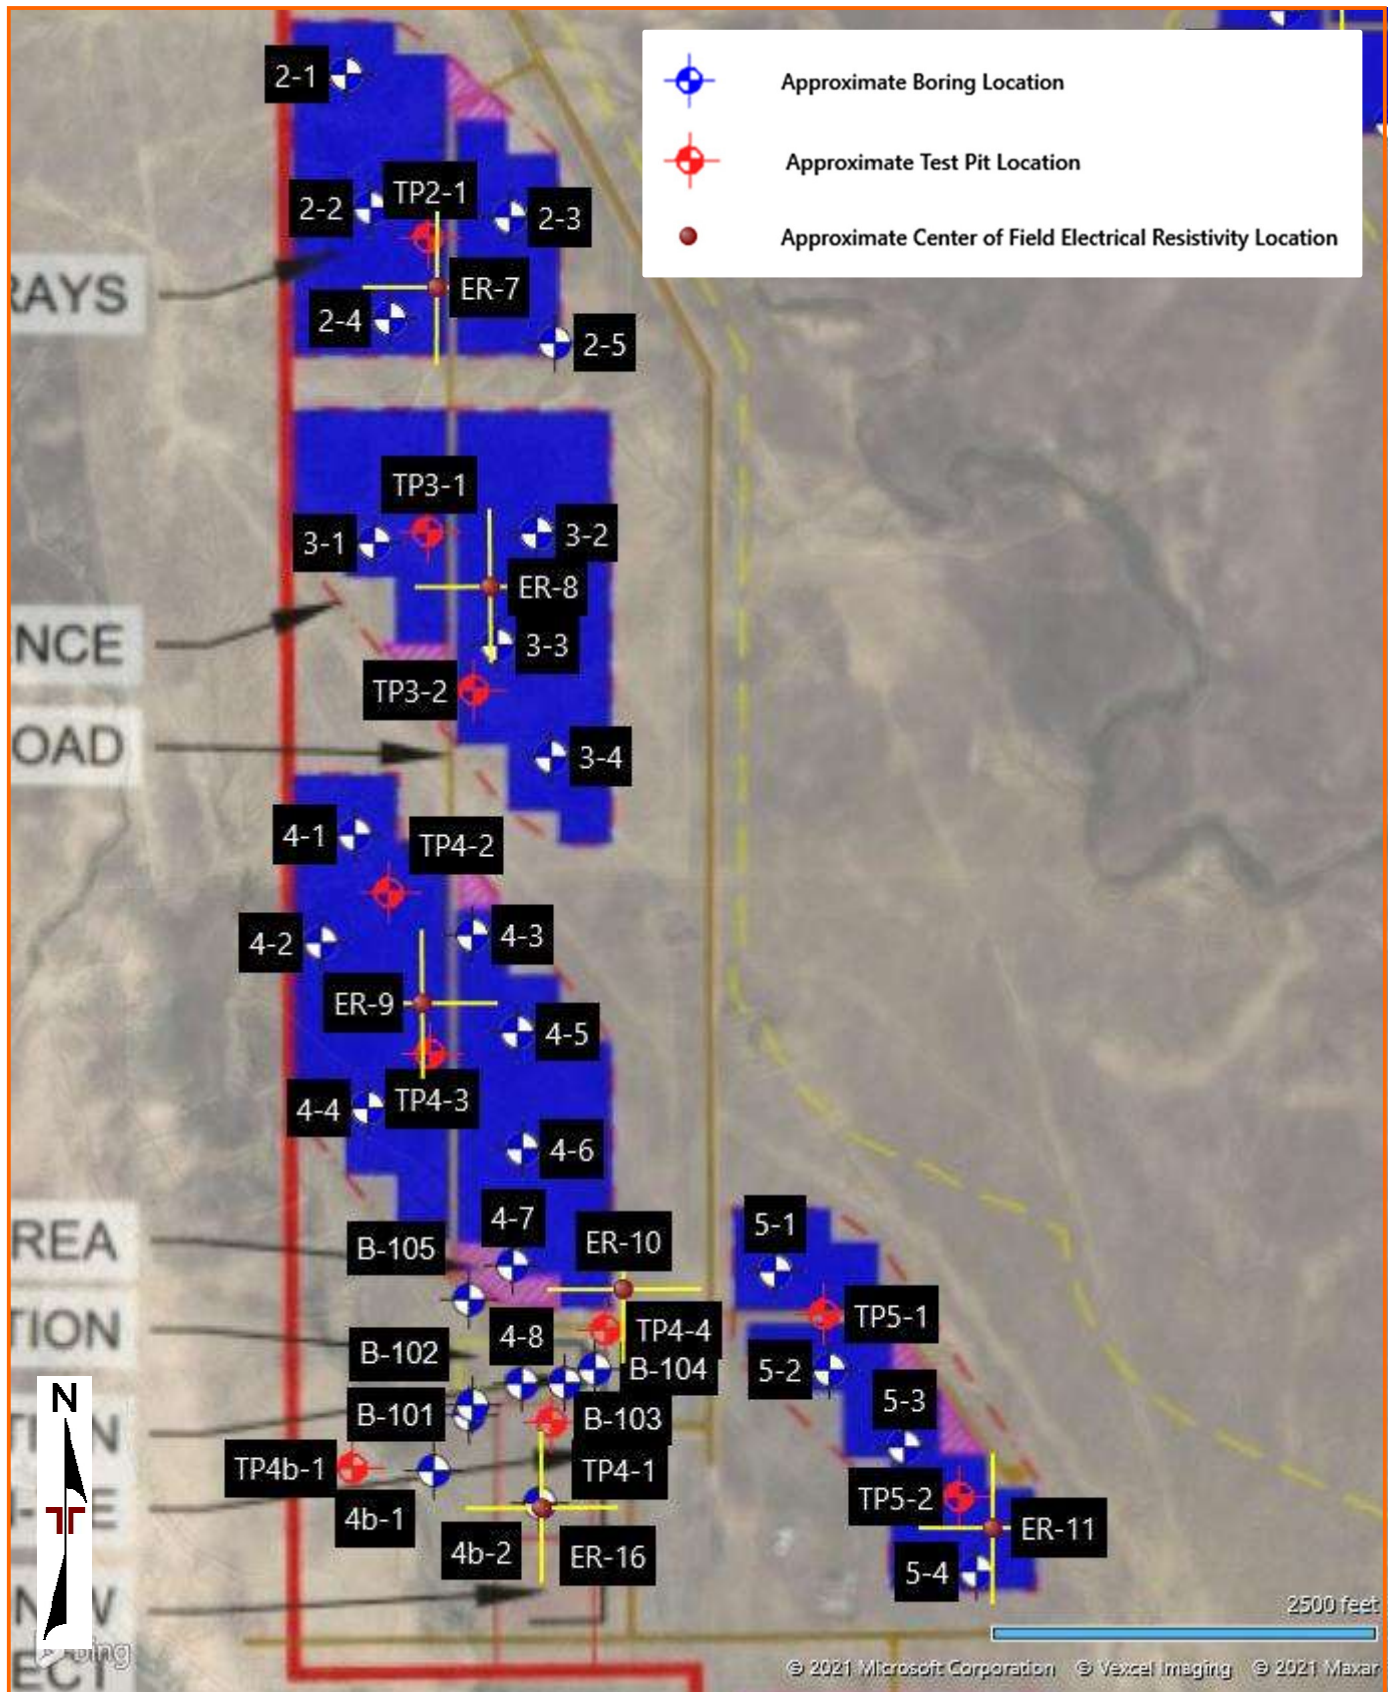 Approximate Boring Location
Approximate Test Pit Location
Approximate Center of Field Electrical Resistivity Location
2-1
TP2-1
2-2
2-3
RAYS
ER-7
2-4
2-5
TP3-1
3-1
3-2
ER-8
NCE
3-3
TP3-2
OAD
3-4
4-1
TP4-2
4-2
4-3
ER-9
4-5
TP4-3
4-4
4-6
4-7
5-1
REA
B-105
ER-10
TP5-1
TION
4-8
TP4-4
B-102
B-104
5-2
N
5-3
B-101
B-103
TP4b-1
TP4-1
TP5-2
4b-1
ER-11
4b-2
ER-16
5-4
2500 feet
bing
ECT
© 2021 Microsoft Corporation © Vexcel Imaging © 2021 Maxar